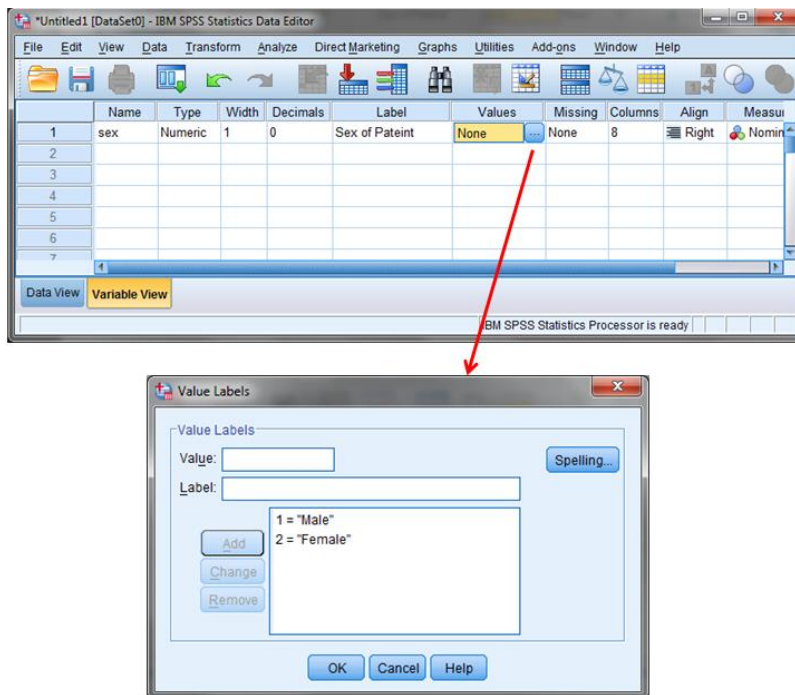 *Untitled1 [DataSet0] - IBM SPSS Statistics Data Editor
File Edit View Data Transform Analyze Direct Marketing Graphs Utilities Add-ons Window Help
Name Type Width Decimals Label Values Missing Columns Align Measur
1 sex Numeric 1 0 Sex of Pateint None ... None 8 Right Nomin
2
3
4
5
6
7
Data View Variable View
IBM SPSS Statistics Processor is ready
Value Labels
Value Labels
Value:
Spelling...
Label:
1 = "Male"
Add 2 = "Female"
Change
Remove
OK Cancel Help